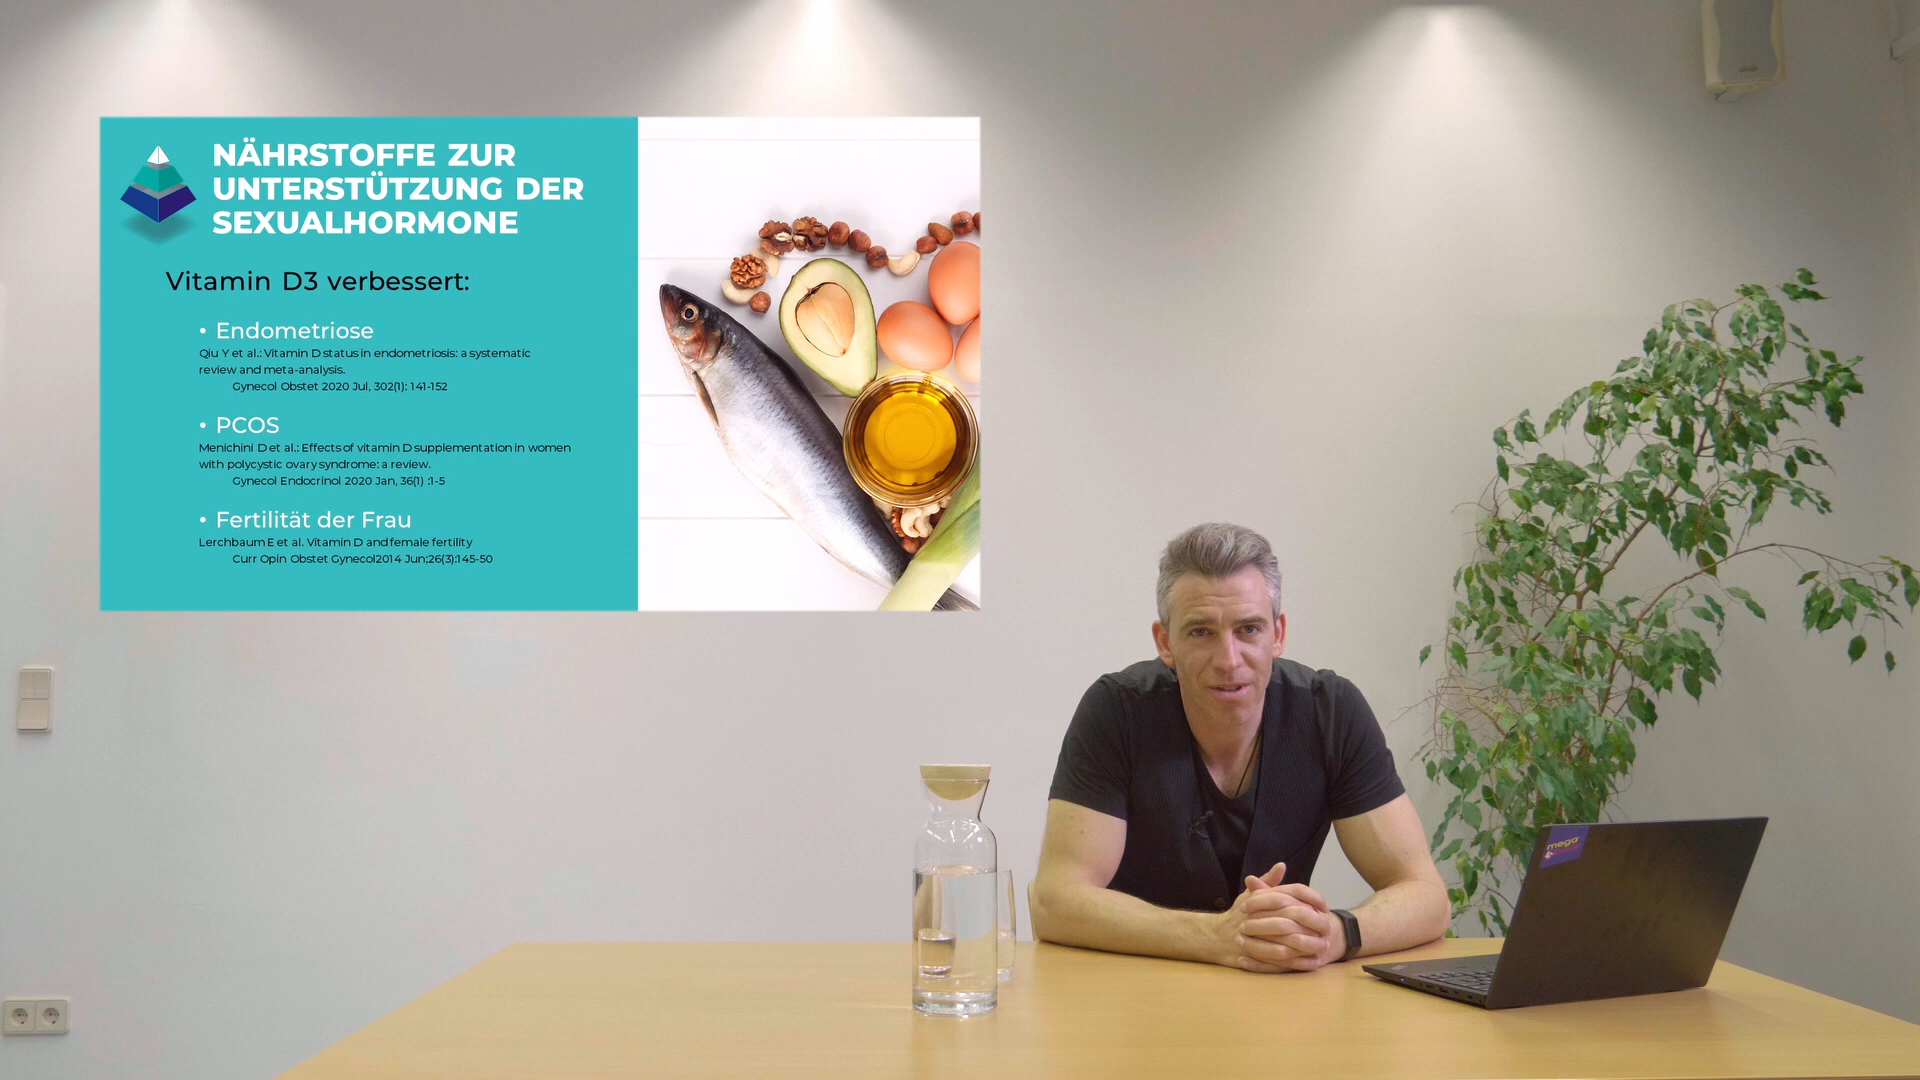 NÄHRSTOFFE ZUR
UNTERSTÜTZUNG DER
SEXUALHORMONE
Vitamin D3 verbessert:
• Endometriose
Qiu Y et al.: Vitamin D status in endometriosis: a systematic
review and meta-analysis.
Gynecol Obstet 2020 Jul, 302(1): 141-152
• PCOS
Menichini D et al.: Effects of vitamin D supplementation in women
with polycystic ovary syndrome: a review.
Gynecol Endocrinol 2020 Jan, 36(1) :1-5
• Fertilität der Frau
Lerchbaum E et al. Vitamin D and female fertility
Curr Opin Obstet Gynecol2014 Jun;26(3):145-50
mega